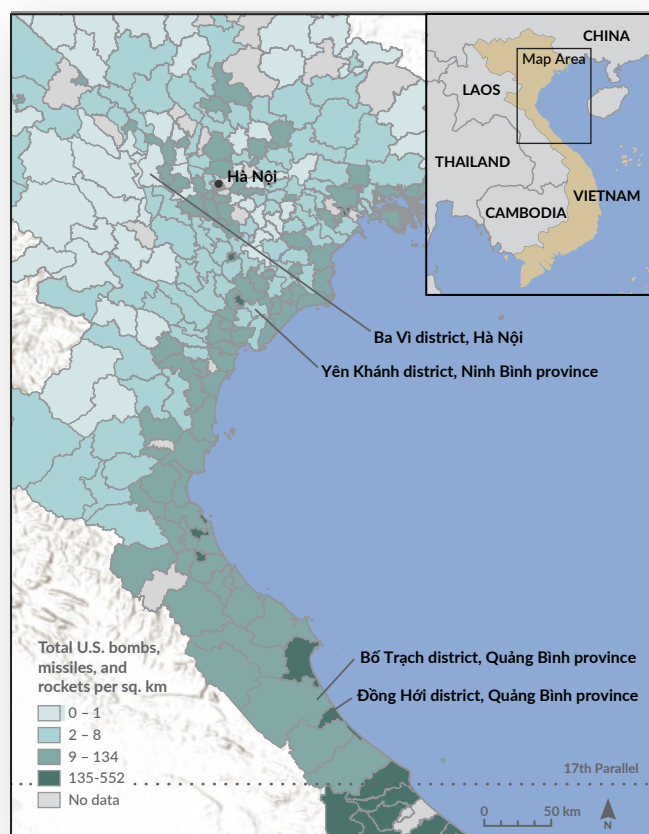 CHINA
Map Area
LAOS
THAILAND
VIETNAM
CAMBODIA
Hà Nội
Ba Vì district, Hà Nội
Yên Khánh district, Ninh Bình province
Bố Trạch district, Quảng Bình province
Đồng Hới district, Quảng Bình province
Total U.S. bombs,
missiles, and
rockets per sq. km
0 – 1
2 – 8
9 – 134
135-552
No data
17th Parallel
0 50 km
N